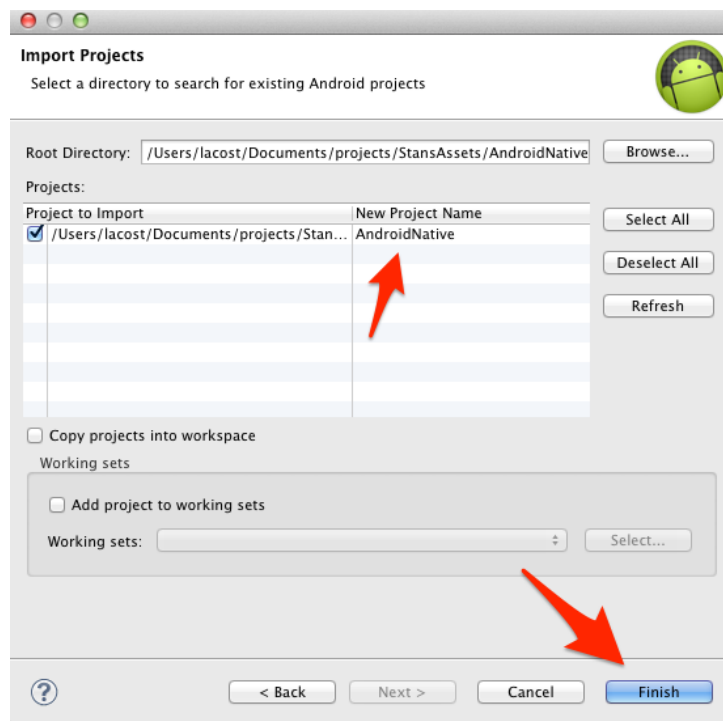 Import Projects
Select a directory to search for existing Android projects
Root Directory: /Users/lacost/Documents/projects/StansAssets/AndroidNative Browse...
Projects:
Project to Import New Project Name
/Users/lacost/Documents/projects/Stan... AndroidNative
Select All
Deselect All
Refresh
Copy projects into workspace
Working sets
Add project to working sets
Working sets: Select...
? < Back Next > Cancel Finish